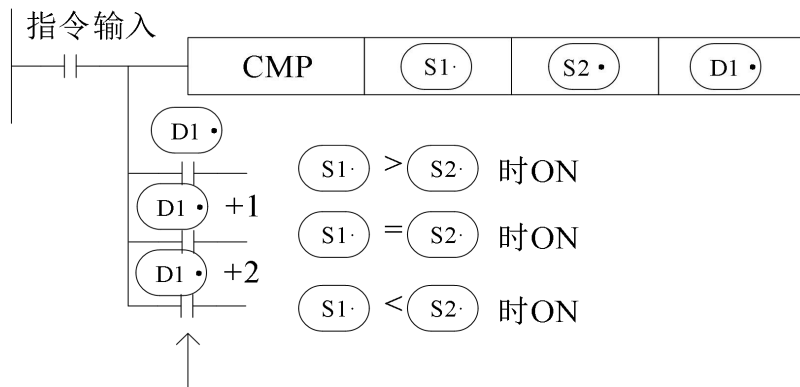 指令输入
CMP S1· S2· D1·
D1·
S1· > S2· 时ON
D1· +1
S1· = S2· 时ON
D1· +2
S1· < S2· 时ON